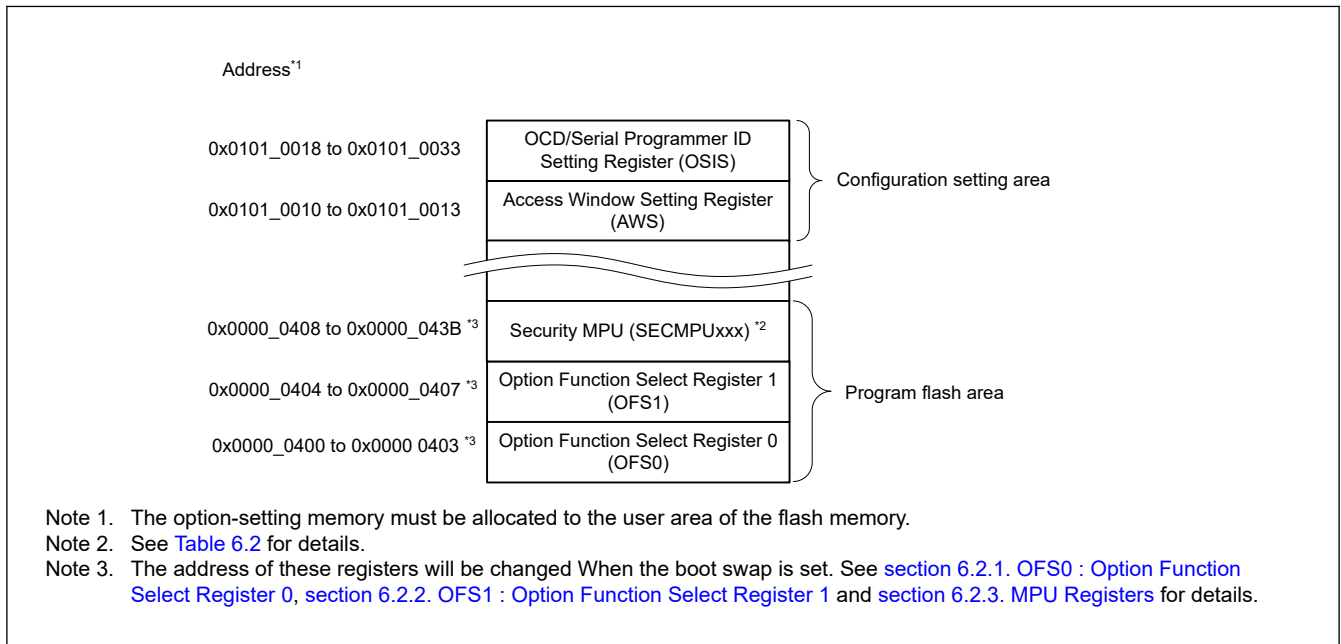 Address*1
0x0101_0018 to 0x0101_0033
OCD/Serial Programmer ID
Setting Register (OSIS)
Configuration setting area
0x0101_0010 to 0x0101_0013
Access Window Setting Register
(AWS)
0x0000_0408 to 0x0000_043B *3
Security MPU (SECMPUxxx) *2
0x0000_0404 to 0x0000_0407 *3
Option Function Select Register 1
(OFS1)
Program flash area
0x0000_0400 to 0x0000 0403 *3
Option Function Select Register 0
(OFS0)
Note 1. The option-setting memory must be allocated to the user area of the flash memory.
Note 2. See Table 6.2 for details.
Note 3. The address of these registers will be changed When the boot swap is set. See section 6.2.1. OFS0 : Option Function
Select Register 0, section 6.2.2. OFS1 : Option Function Select Register 1 and section 6.2.3. MPU Registers for details.